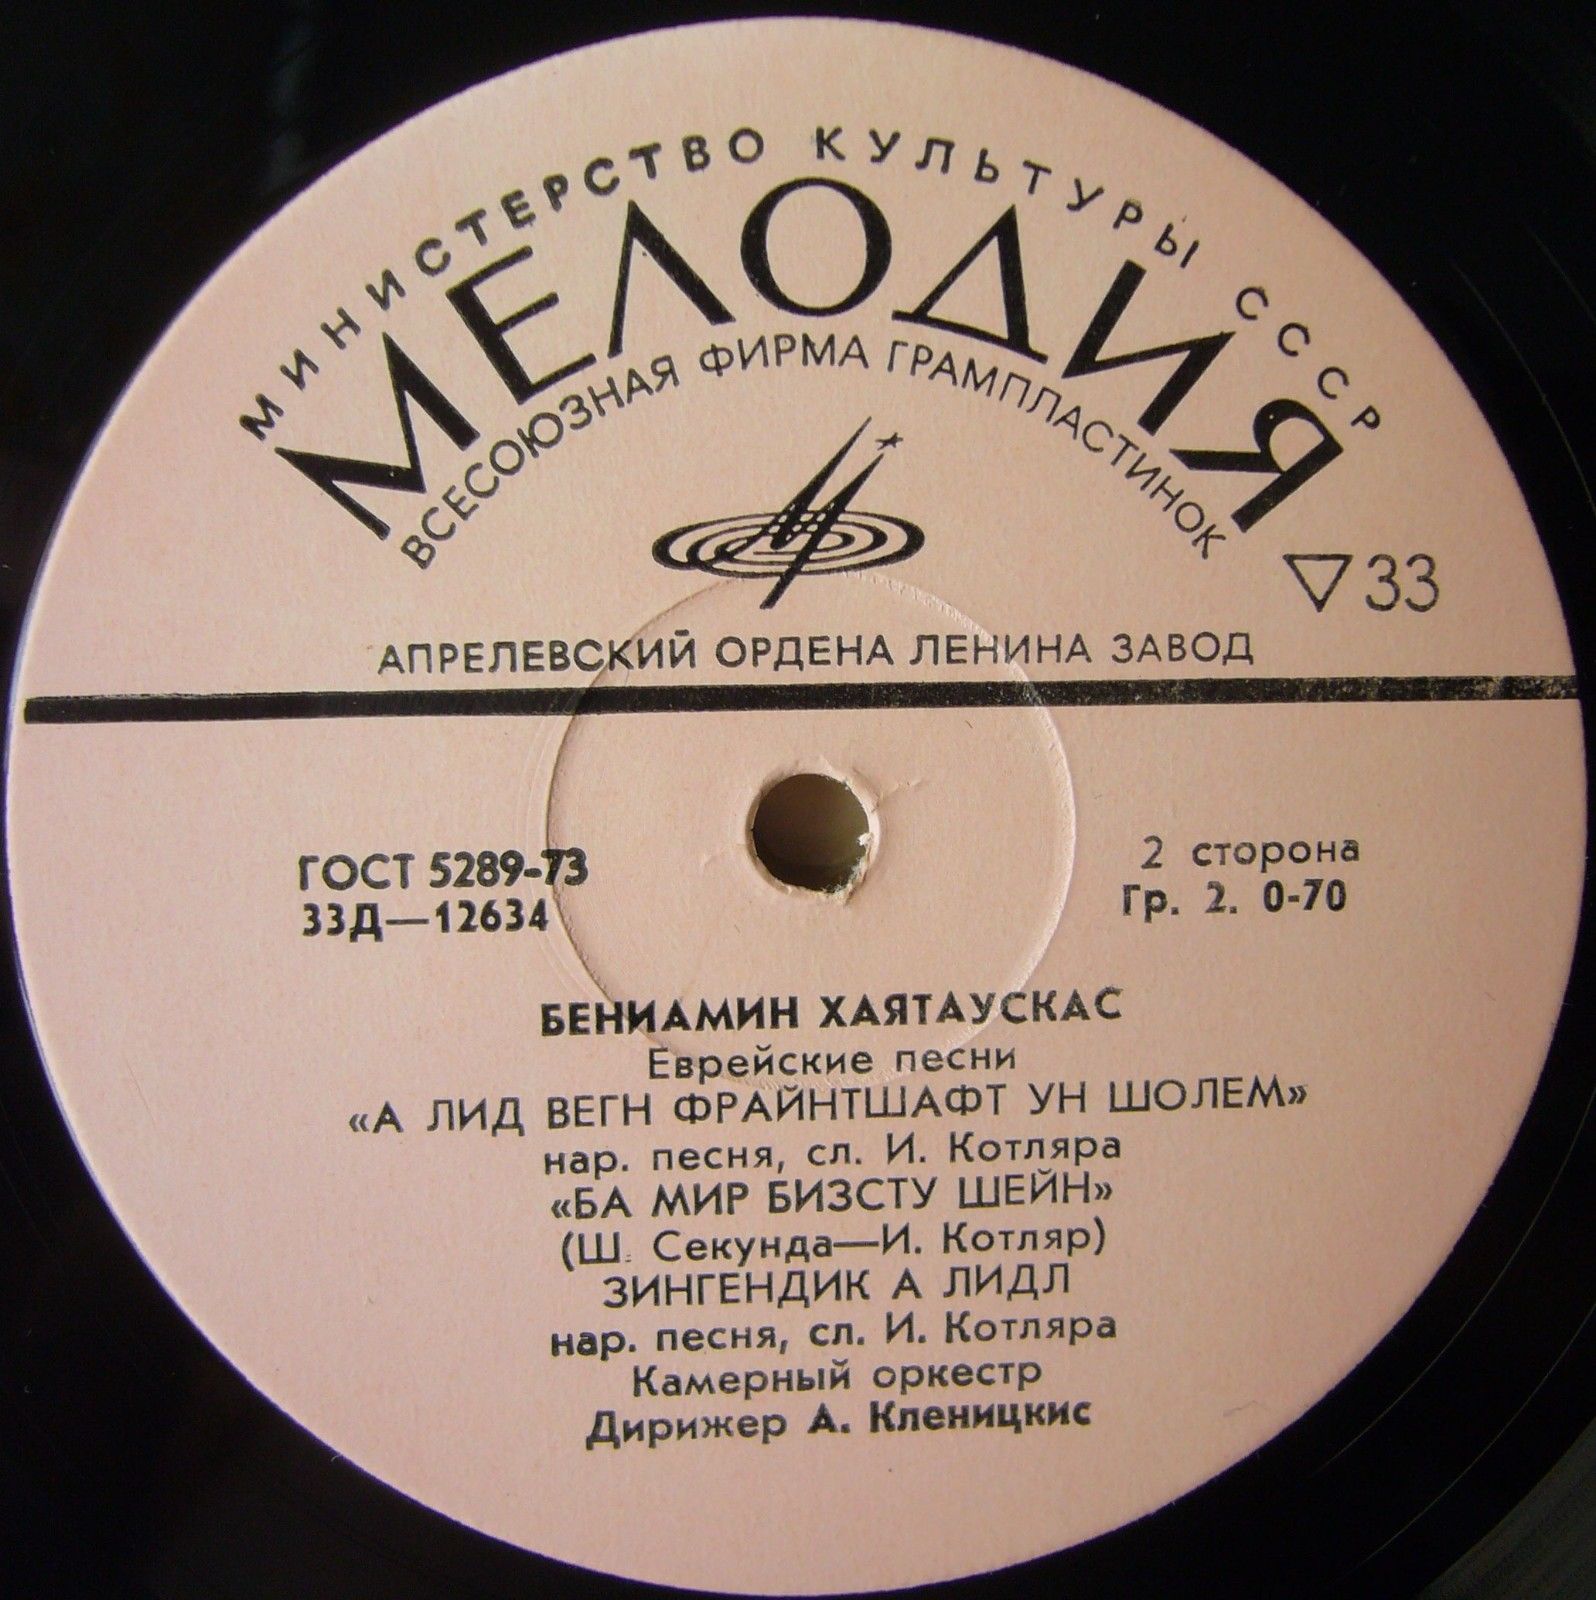 МИНИСТЕРСТВО КУЛЬТУРЫ СССР
МЕЛОДИЯ
ВСЕСОЮЗНАЯ ФИРМА ГРАМПЛАСТИНОК
33
АПРЕЛЕВСКИЙ ОРДЕНА ЛЕНИНА ЗАВОД
ГОСТ 5289-73
33Д—12634
2 сторона
Гр. 2. 0-70
БЕНИАМИН ХАЯТАУСКАС
Еврейские песни
«А ЛИД ВЕГН ФРАЙНТШАФТ УН ШОЛЕМ»
нар. песня, сл. И. Котляра
«БА МИР БИЗСТУ ШЕЙН»
(Ш. Секунда—И. Котляр)
ЗИНГЕНДИК А ЛИДЛ
нар. песня, сл. И. Котляра
Камерный оркестр
Дирижер А. Кленицкис